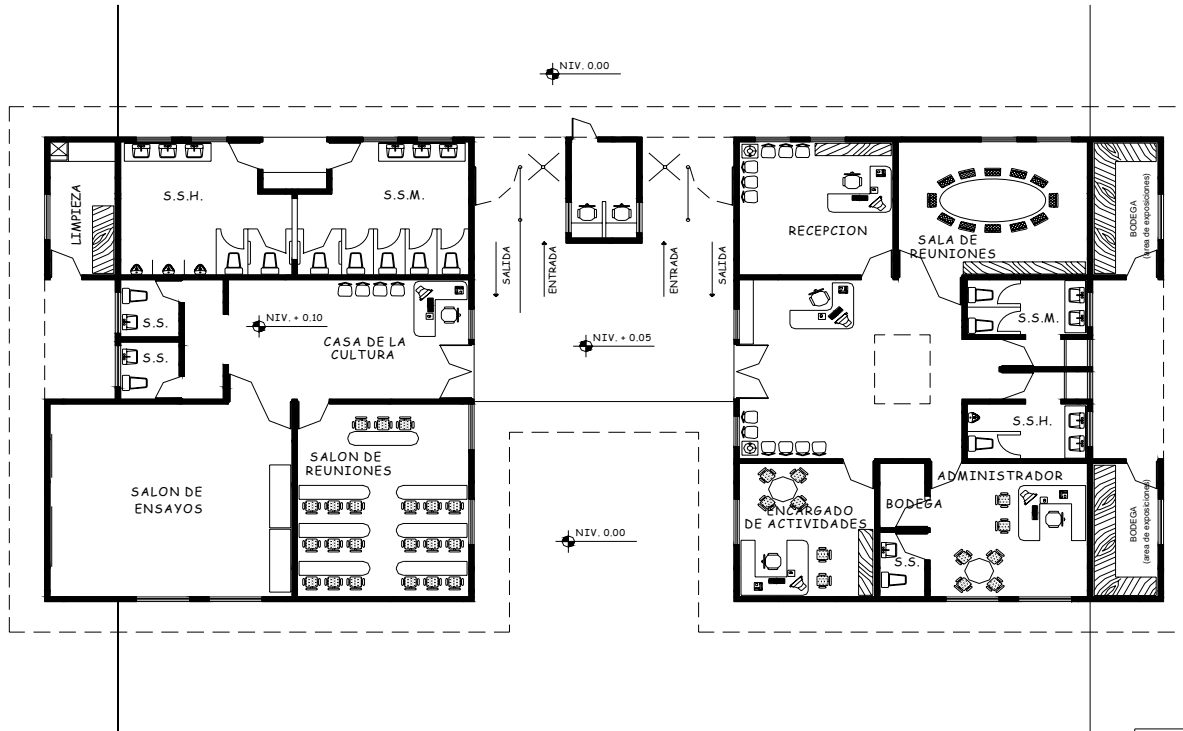 NIV. 0.00
LIMPIEZA
S.S.H.
S.S.M.
SALIDA
ENTRADA
ENTRADA
SALIDA
RECEPCION
SALA DE
REUNIONES
BODEGA
(area de exposiciones)
S.S.
S.S.
NIV. + 0.10
CASA DE LA
CULTURA
NIV. + 0.05
S.S.M.
S.S.H.
SALON DE
ENSAYOS
SALON DE
REUNIONES
NIV. 0.00
ENCARGADO
DE ACTIVIDADES
BODEGA
S.S.
ADMINISTRADOR
BODEGA
(area de exposiciones)